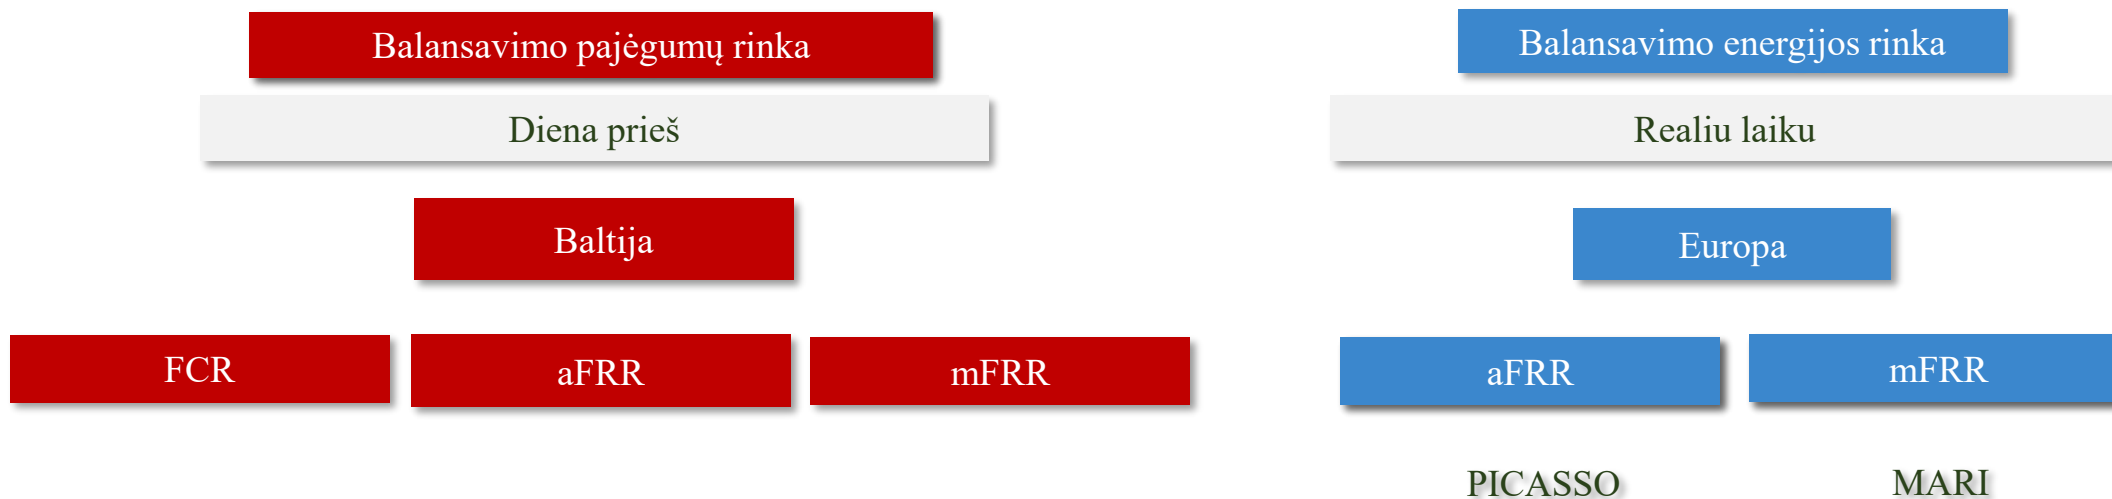 Balansavimo pajėgumų rinka
Diena prieš
Baltija
FCR
aFRR
mFRR
Balansavimo energijos rinka
Realiu laiku
Europa
aFRR
mFRR
PICASSO
MARI